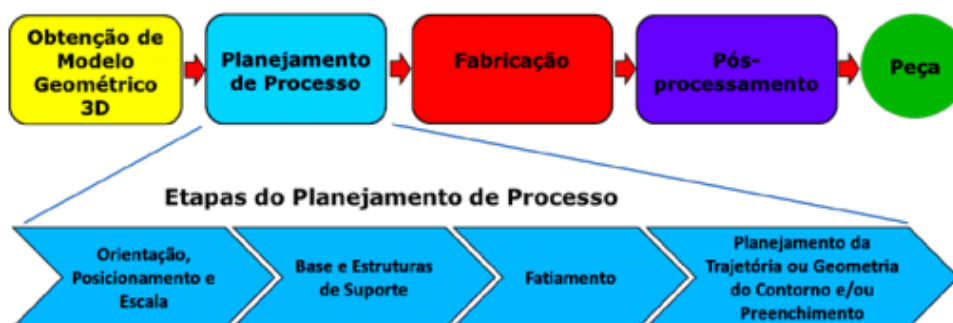 Obtenção de
Modelo
Geométrico
3D
Planejamento
de Processo
Fabricação
Pós-
processamento
Peça
Etapas do Planejamento de Processo
Orientação,
Posicionamento e
Escala
Base e Estruturas
de Suporte
Fatiamento
Planejamento da
Trajetória ou Geometria
do Contorno e/ou
Preenchimento